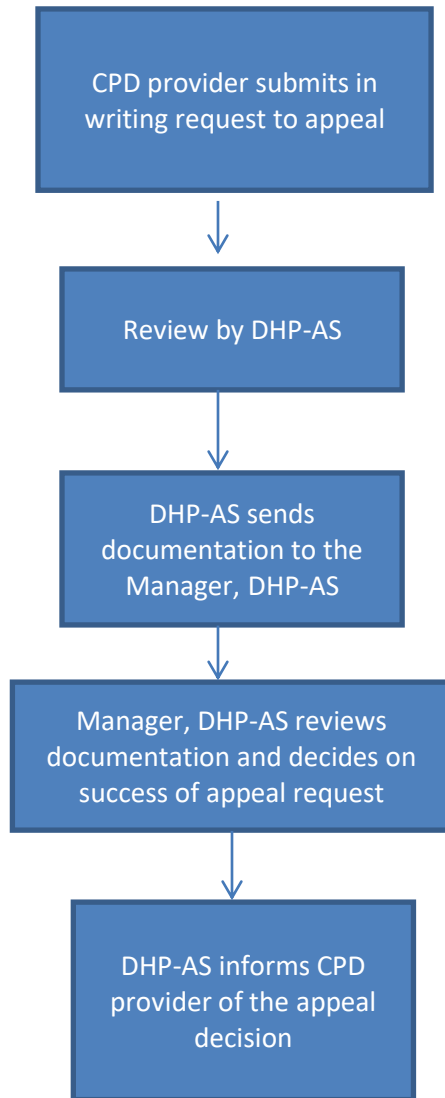 CPD provider submits in
writing request to appeal
Review by DHP-AS
DHP-AS sends
documentation to the
Manager, DHP-AS
Manager, DHP-AS reviews
documentation and decides on
success of appeal request
DHP-AS informs CPD
provider of the appeal
decision